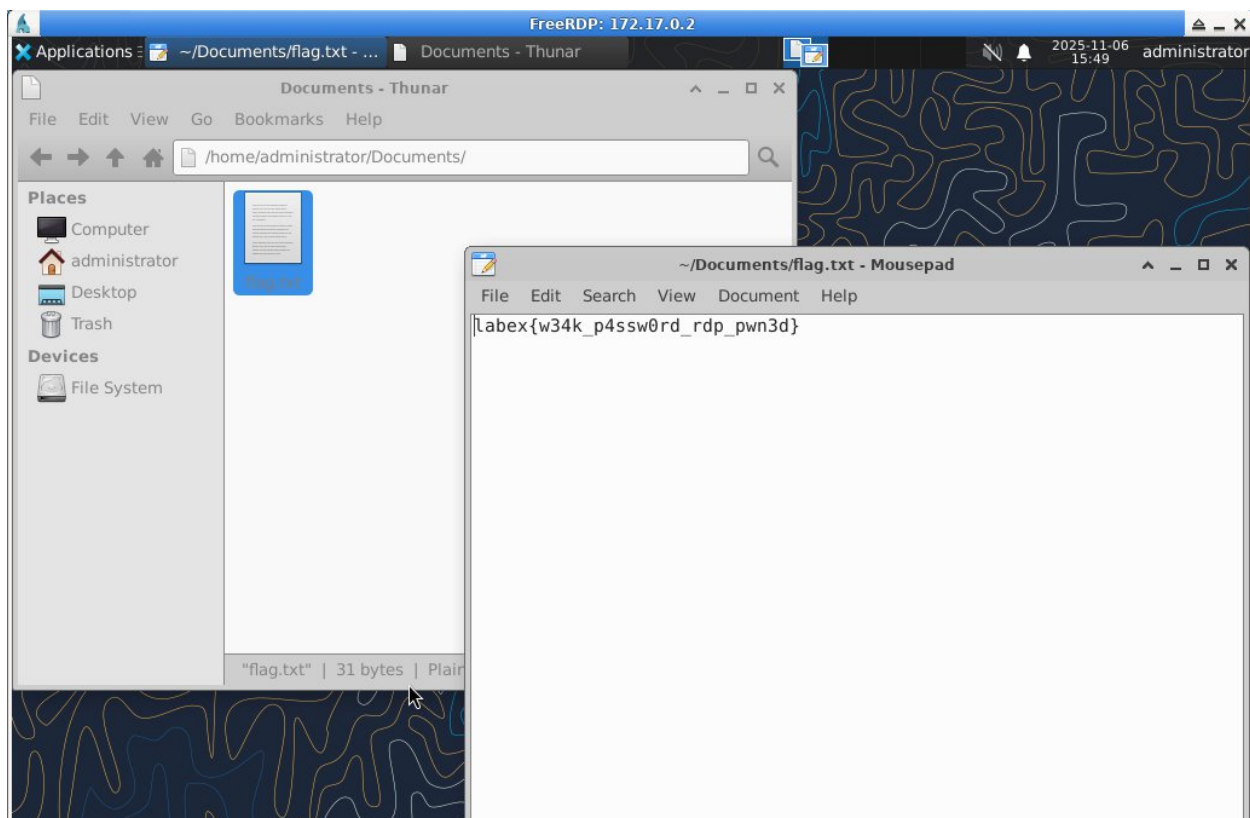 FreeRDP: 172.17.0.2
Applications ~/Documents/flag.txt - ... Documents - Thunar 2025-11-06 15:49 administrator
Documents - Thunar
File Edit View Go Bookmarks Help
/home/administrator/Documents/
Places
Computer
administrator
Desktop
Trash
Devices
File System
flag.txt
"flag.txt" | 31 bytes | Plain
~/Documents/flag.txt - Mousepad
File Edit Search View Document Help
labex{w34k_p4ssw0rd_rdp_pwn3d}